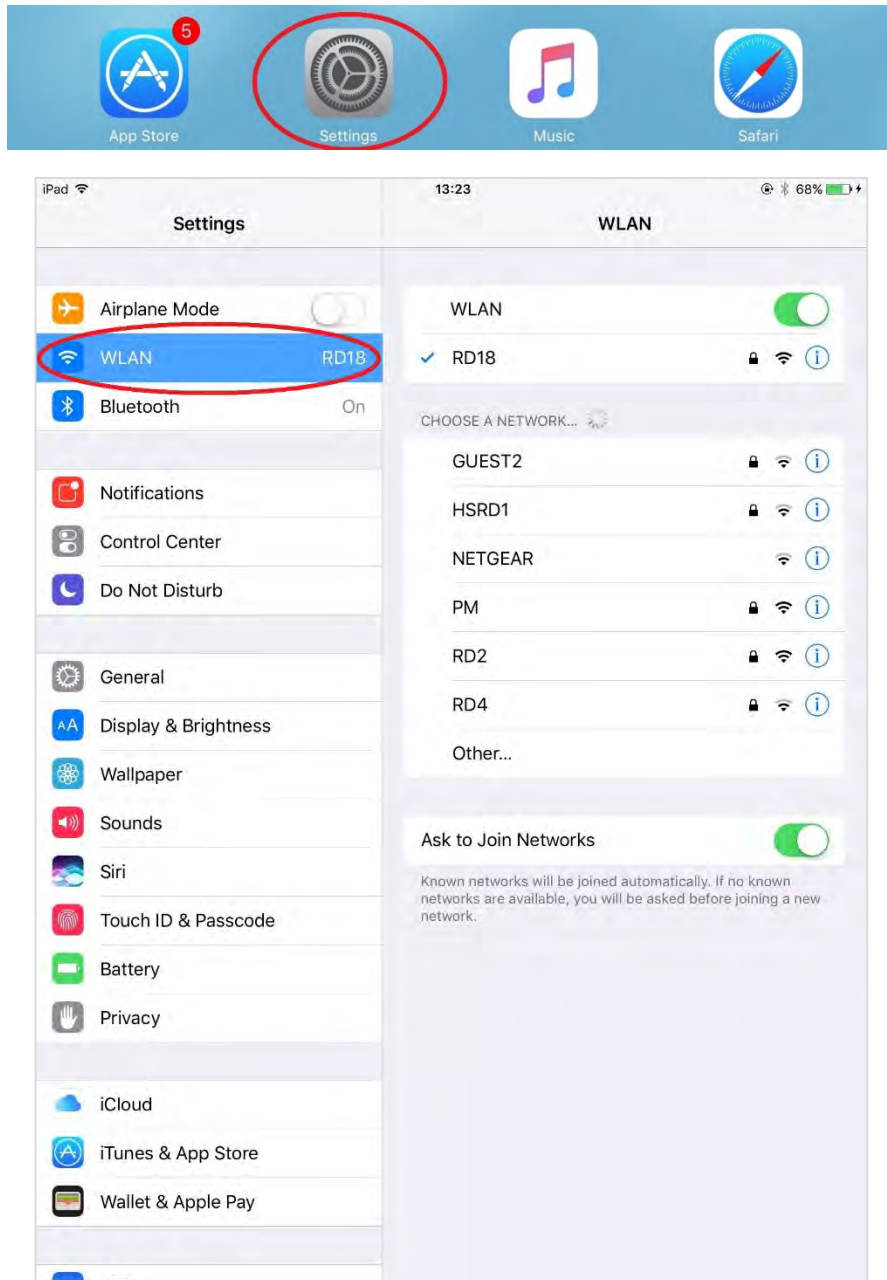 5
App Store
Settings
Music
Safari
iPad
13:23
68%
Settings
WLAN
Airplane Mode
WLAN RD18
Bluetooth On
Notifications
Control Center
Do Not Disturb
General
Display & Brightness
Wallpaper
Sounds
Siri
Touch ID & Passcode
Battery
Privacy
iCloud
iTunes & App Store
Wallet & Apple Pay
WLAN
RD18
CHOOSE A NETWORK...
GUEST2
HSRD1
NETGEAR
PM
RD2
RD4
Other...
Ask to Join Networks
Known networks will be joined automatically. If no known
networks are available, you will be asked before joining a new
network.